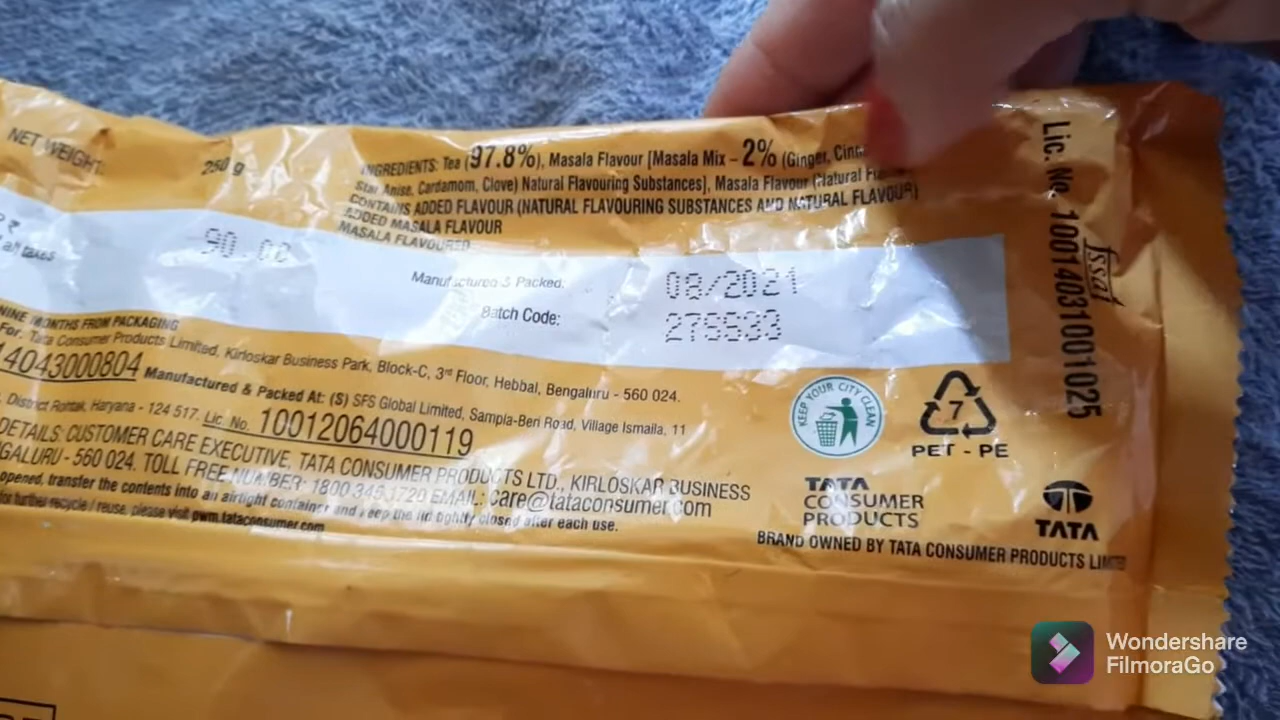 NET WEIGHT:
250 g
INGREDIENTS: Tea (97.8%), Masala Flavour [Masala Mix – 2% (Ginger,
Star Anise, Cardamom, Clove) Natural Flavouring Substances], Masala Flavour (Natural
CONTAINS ADDED FLAVOUR (NATURAL FLAVOURING SUBSTANCES AND NATURAL FLAVOUR)
ADDED MASALA FLAVOUR
MASALA FLAVOURED
₹
all taxes
90.00
Manufactured & Packed:
08/2021
Batch Code:
275533
NINE MONTHS FROM PACKAGING
For: Tata Consumer Products Limited, Kirloskar Business Park, Block-C, 3rd Floor, Hebbal, Bengaluru - 560 024.
14043000804 Manufactured & Packed At: (S) SFS Global Limited, Sampla-Beri Road, Village Ismaila, 11
District Rohtak, Haryana - 124 517. Lic. No. 10012064000119
DETAILS: CUSTOMER CARE EXECUTIVE, TATA CONSUMER PRODUCTS LTD., KIRLOSKAR BUSINESS
GALURU - 560 024. TOLL FREE NUMBER: 1800 345 1720 EMAIL: care@tataconsumer.com
opened, transfer the contents into an airtight container and keep the lid tightly closed after each use.
for further recycle / reuse, please visit pwm.tataconsumer.com
fssai
Lic. No. 10014031001025
KEEP YOUR CITY CLEAN
7
PET - PE
TATA
CONSUMER
PRODUCTS
TATA
BRAND OWNED BY TATA CONSUMER PRODUCTS LIMITED
Wondershare
FilmoraGo